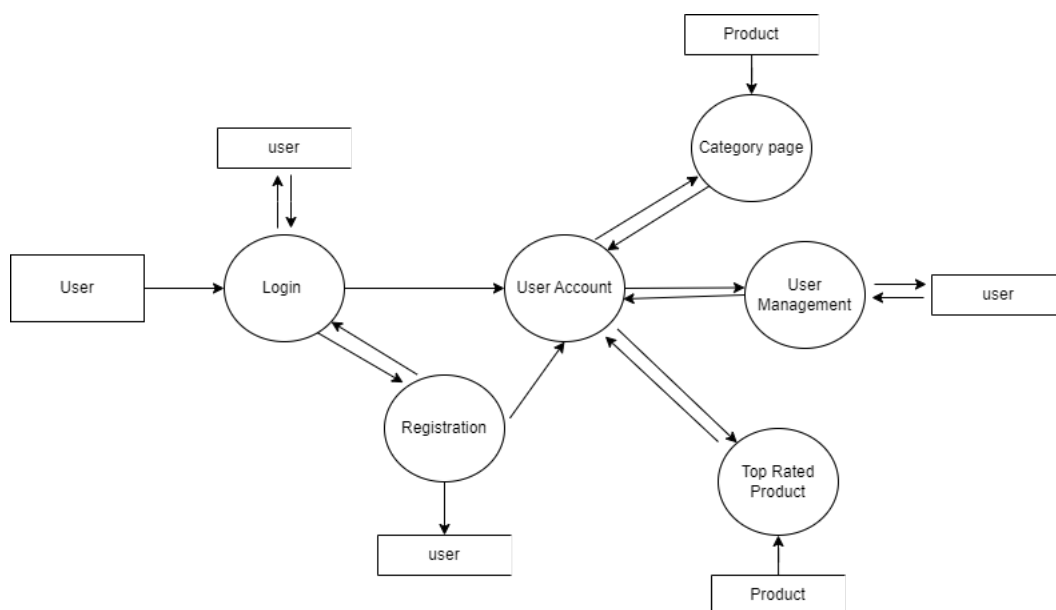 Product
Category page
user
User
Login
User Account
User
Management
user
Registration
Top Rated
Product
user
Product